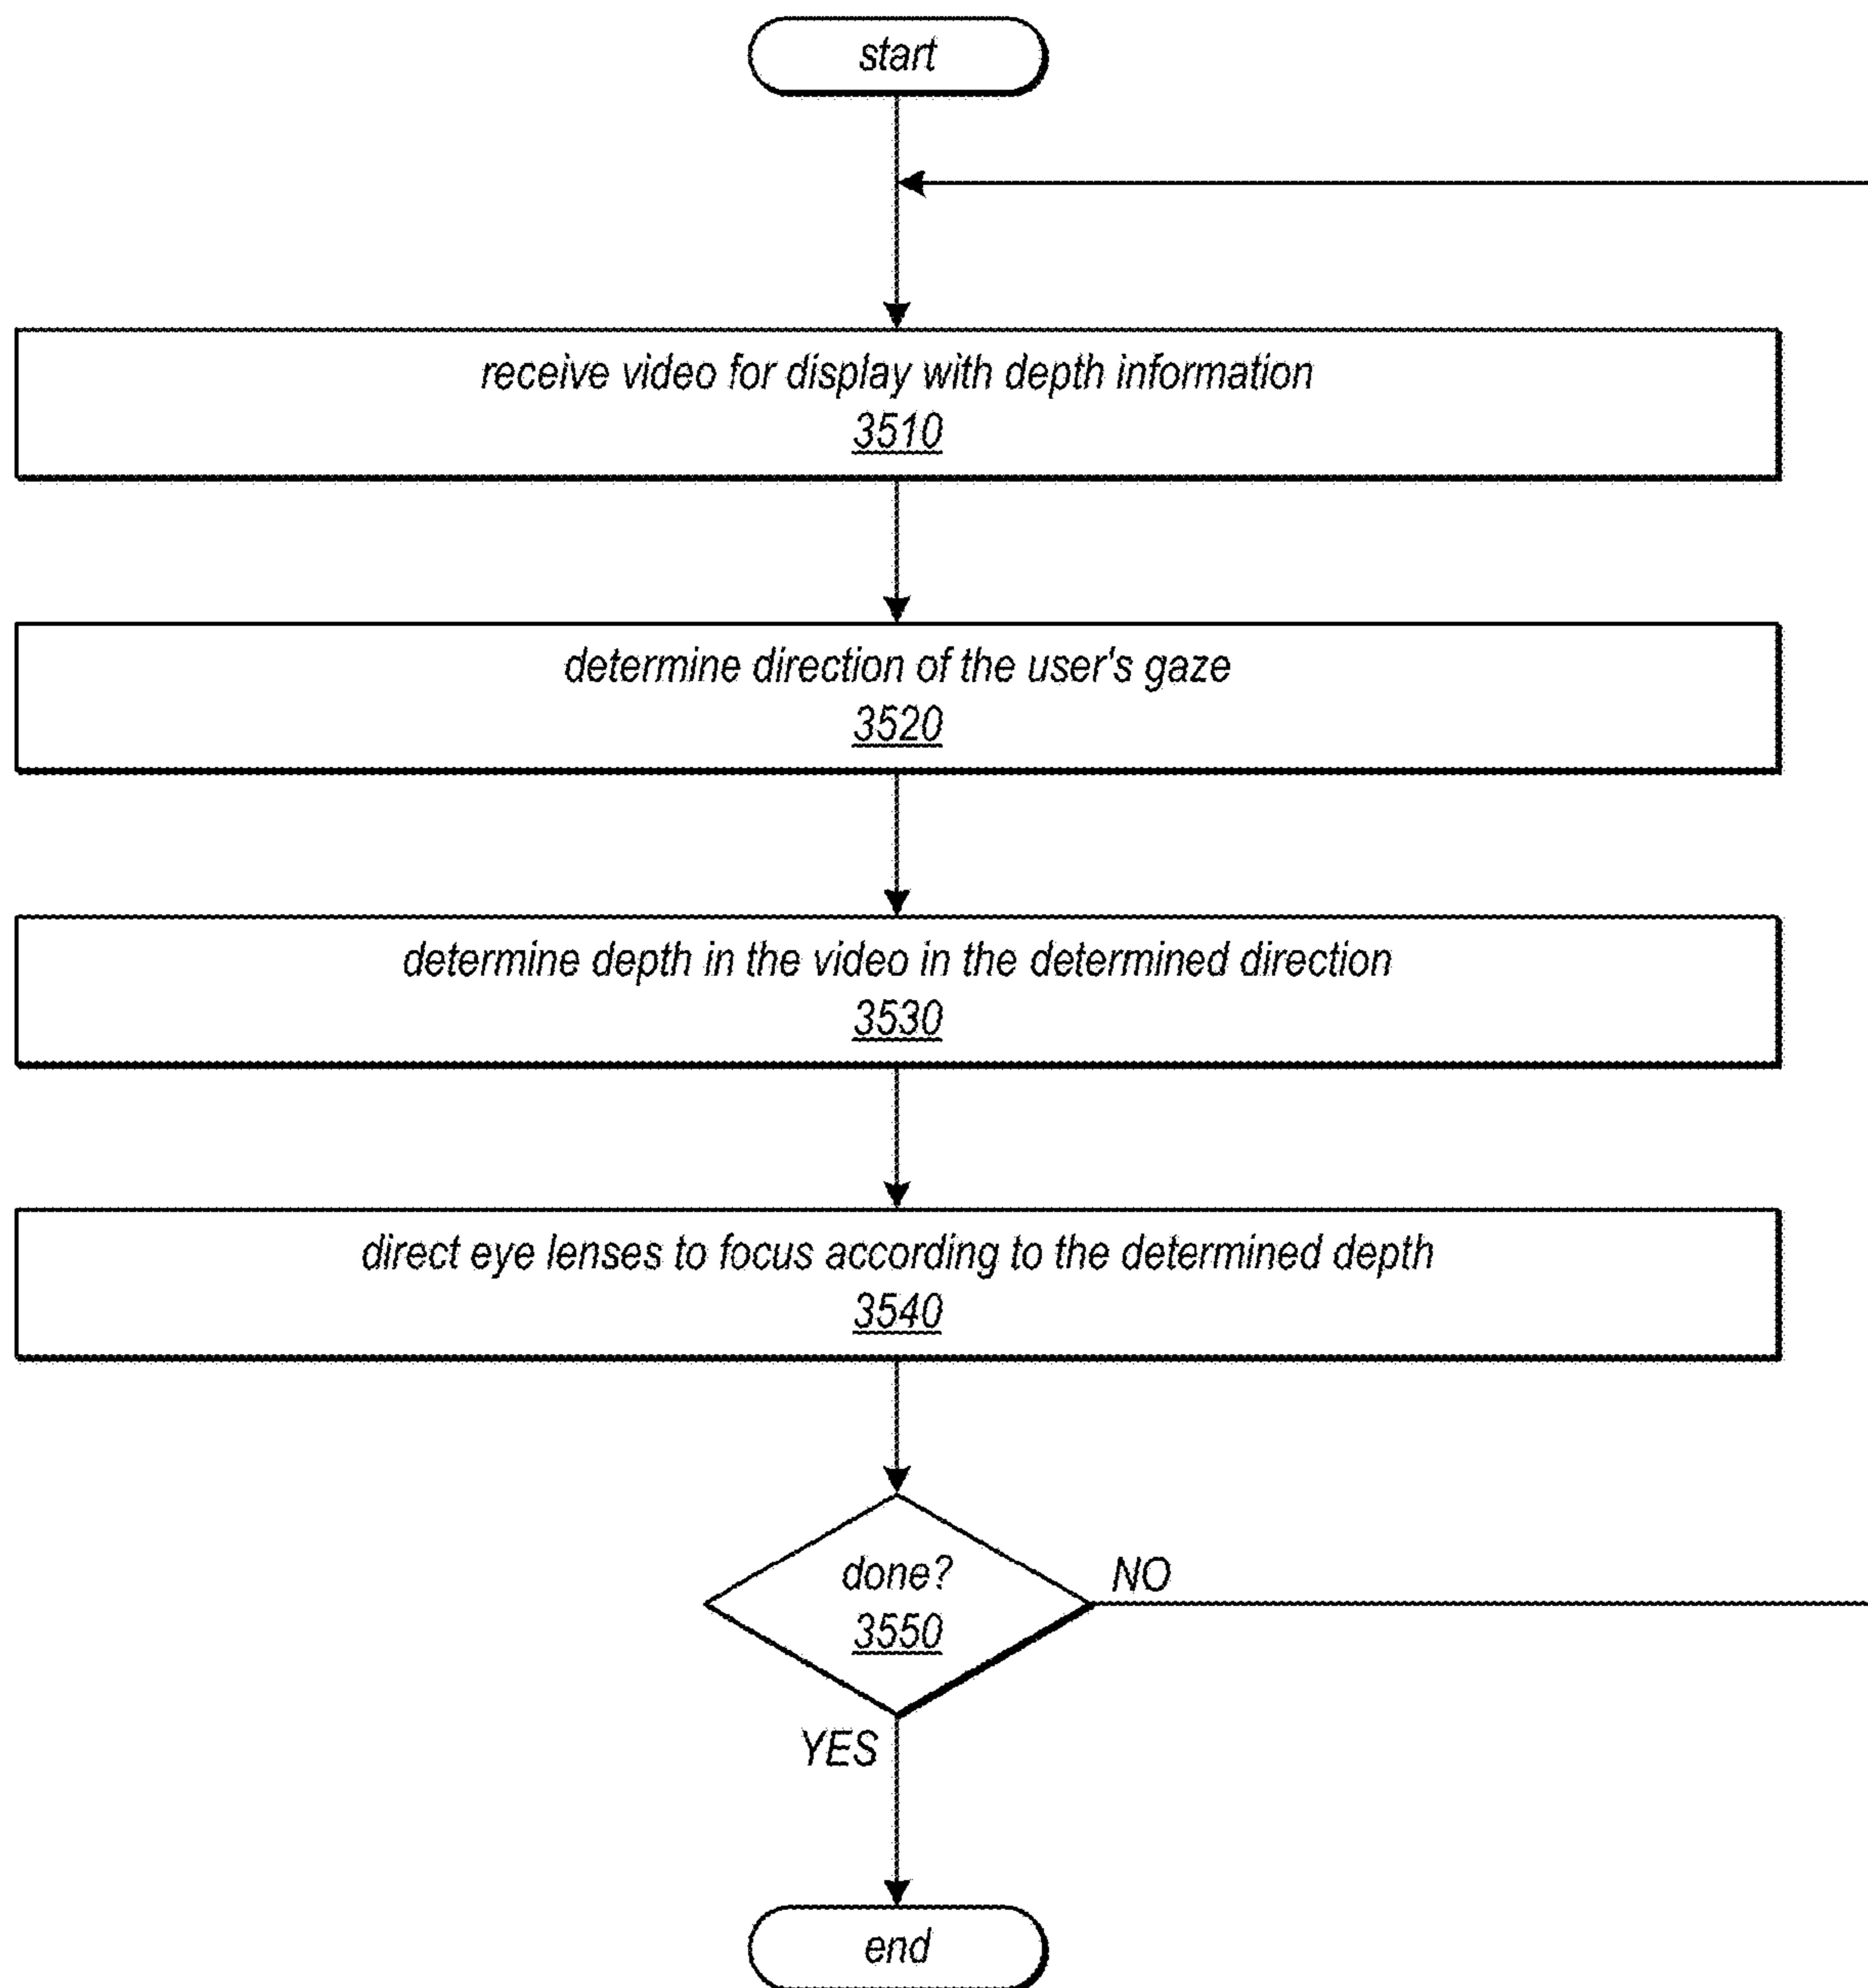 start
receive video for display with depth information
3510
determine direction of the user's gaze
3520
determine depth in the video in the determined direction
3530
direct eye lenses to focus according to the determined depth
3540
done?
3550
NO
YES
end